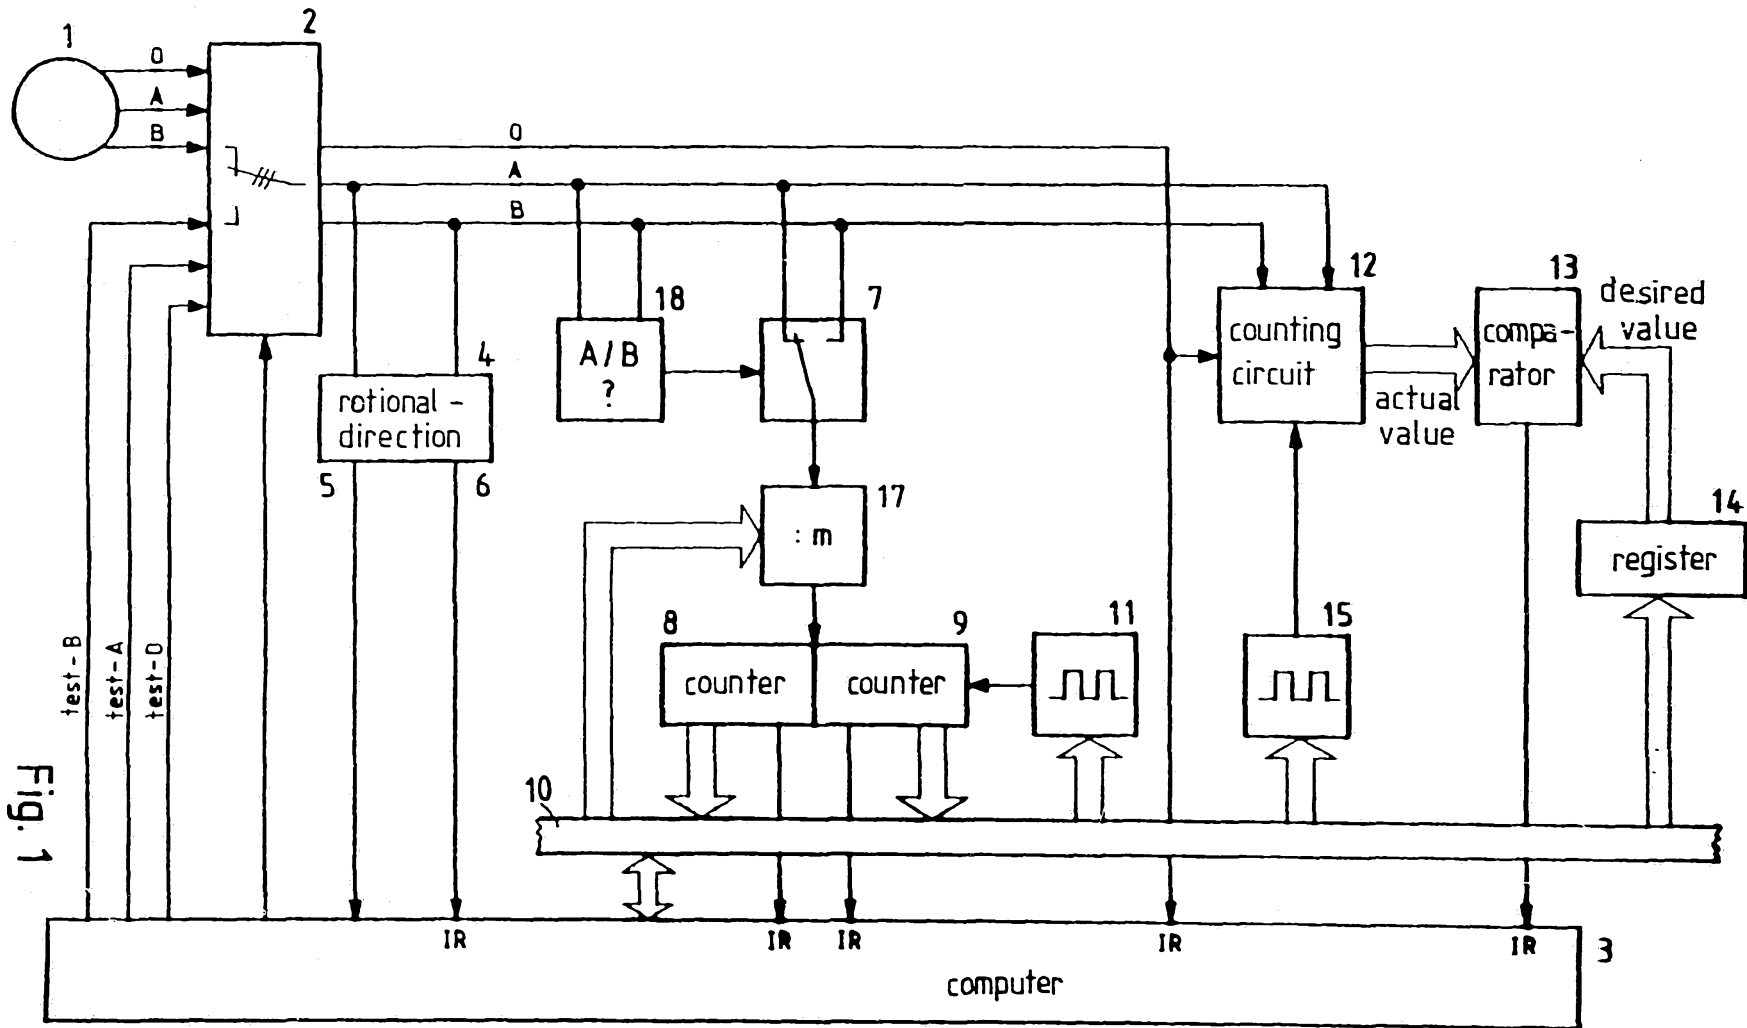 1
2
0
A
B
0
A
B
12
13
desired
value
18
7
4
A/B
?
counting
circuit
compa-
rator
rotional-
direction
actual
value
5
6
17
: m
14
register
8
9
11
15
counter
counter
test-B
test-A
test-0
10
Fig. 1
IR
IR
IR
IR
IR
3
computer